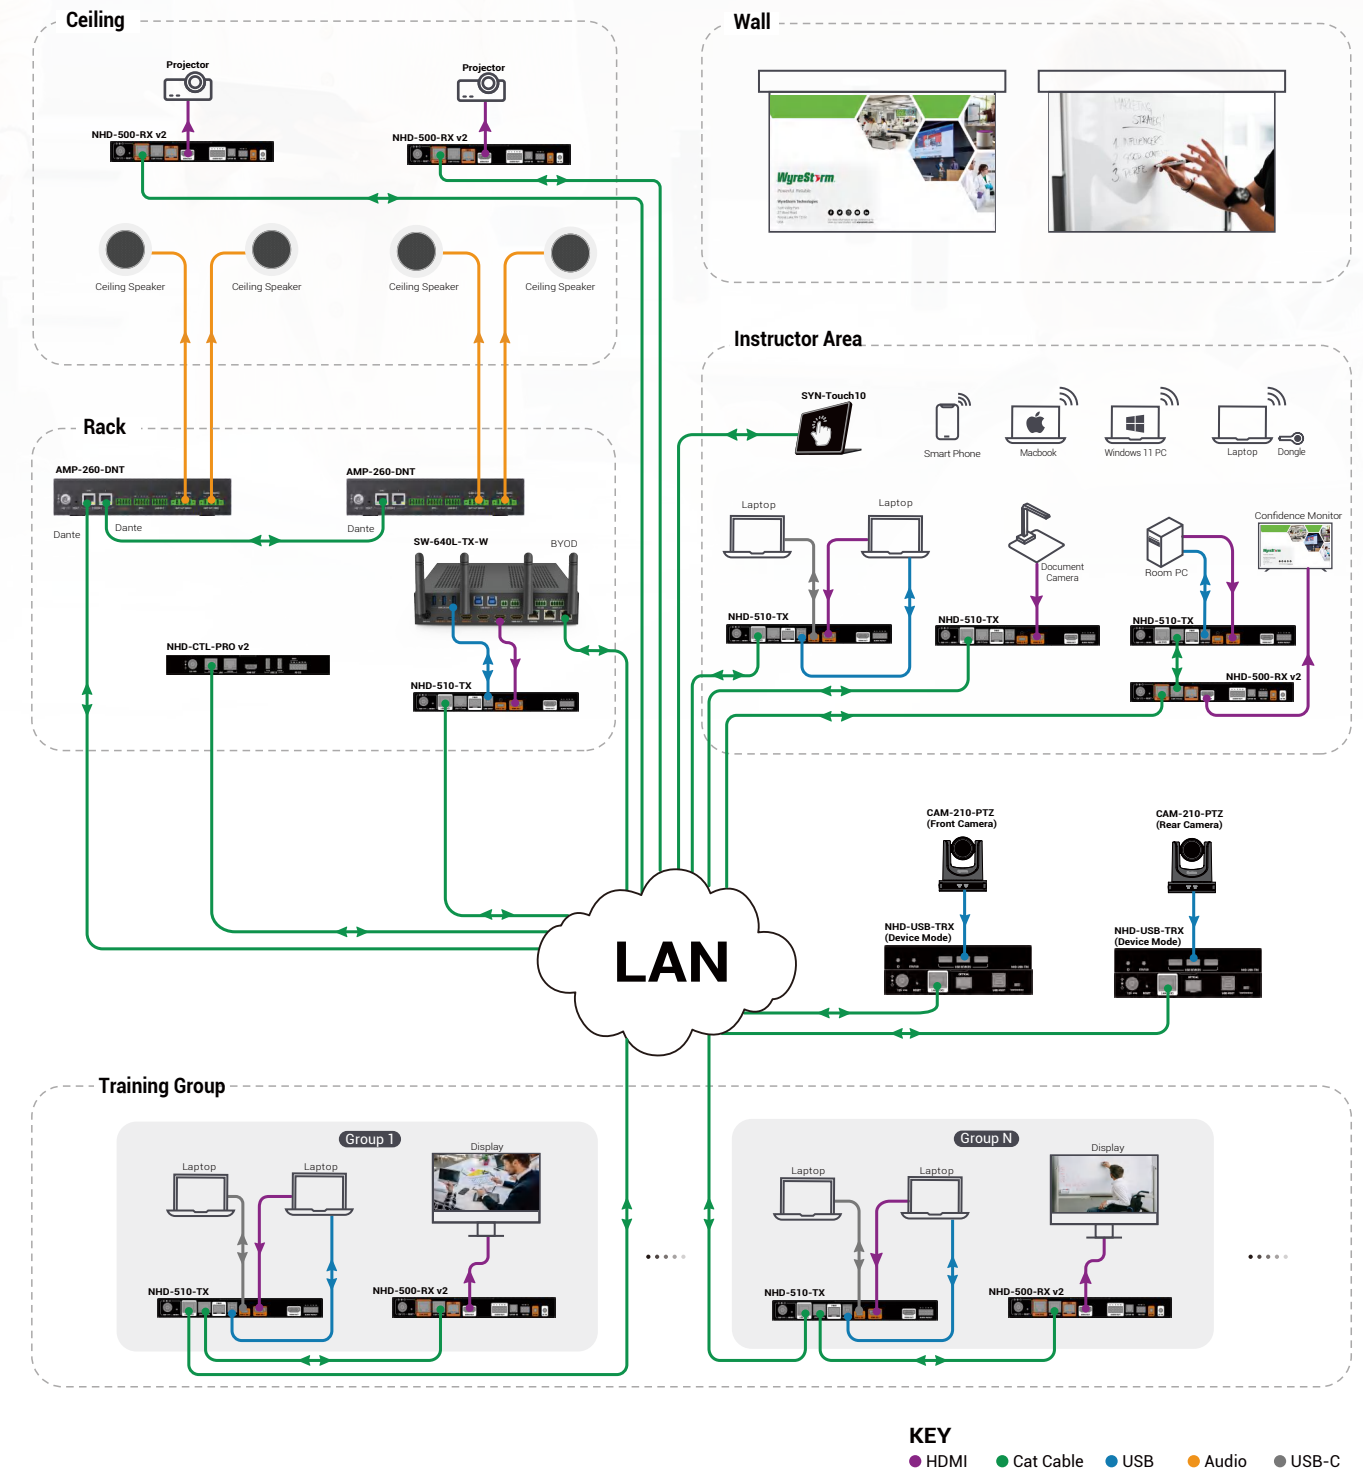 Ceiling
Projector
Projector
NHD-500-RX v2
NHD-500-RX v2
Ceiling Speaker
Ceiling Speaker
Ceiling Speaker
Ceiling Speaker
Wall
WyreStorm
Rack
AMP-260-DNT
AMP-260-DNT
Dante
Dante
Dante
SW-640L-TX-W
BYOD
NHD-CTL-PRO v2
NHD-510-TX
Instructor Area
SYN-Touch10
Smart Phone
Macbook
Windows 11 PC
Laptop
Dongle
Laptop
Laptop
Document
Camera
Room PC
Confidence Monitor
NHD-510-TX
NHD-510-TX
NHD-510-TX
NHD-500-RX v2
CAM-210-PTZ
(Front Camera)
CAM-210-PTZ
(Rear Camera)
NHD-USB-TRX
(Device Mode)
NHD-USB-TRX
(Device Mode)
LAN
Training Group
Group 1
Laptop
Laptop
Display
NHD-510-TX
NHD-500-RX v2
Group N
Laptop
Laptop
Display
NHD-510-TX
NHD-500-RX v2
KEY
HDMI
Cat Cable
USB
Audio
USB-C